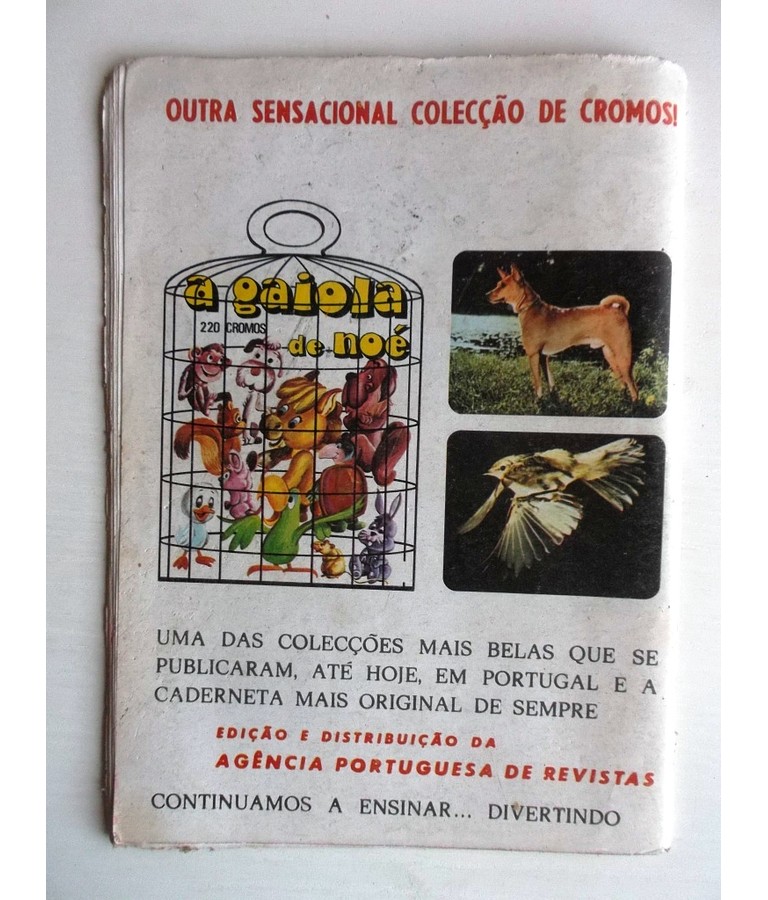 OUTRA SENSACIONAL COLECÇÃO DE CROMOS!
a gaiola
220 CROMOS
de noé
UMA DAS COLECÇÕES MAIS BELAS QUE SE
PUBLICARAM, ATÉ HOJE, EM PORTUGAL E A
CADERNETA MAIS ORIGINAL DE SEMPRE
EDIÇÃO E DISTRIBUIÇÃO DA
AGÊNCIA PORTUGUESA DE REVISTAS
CONTINUAMOS A ENSINAR... DIVERTINDO